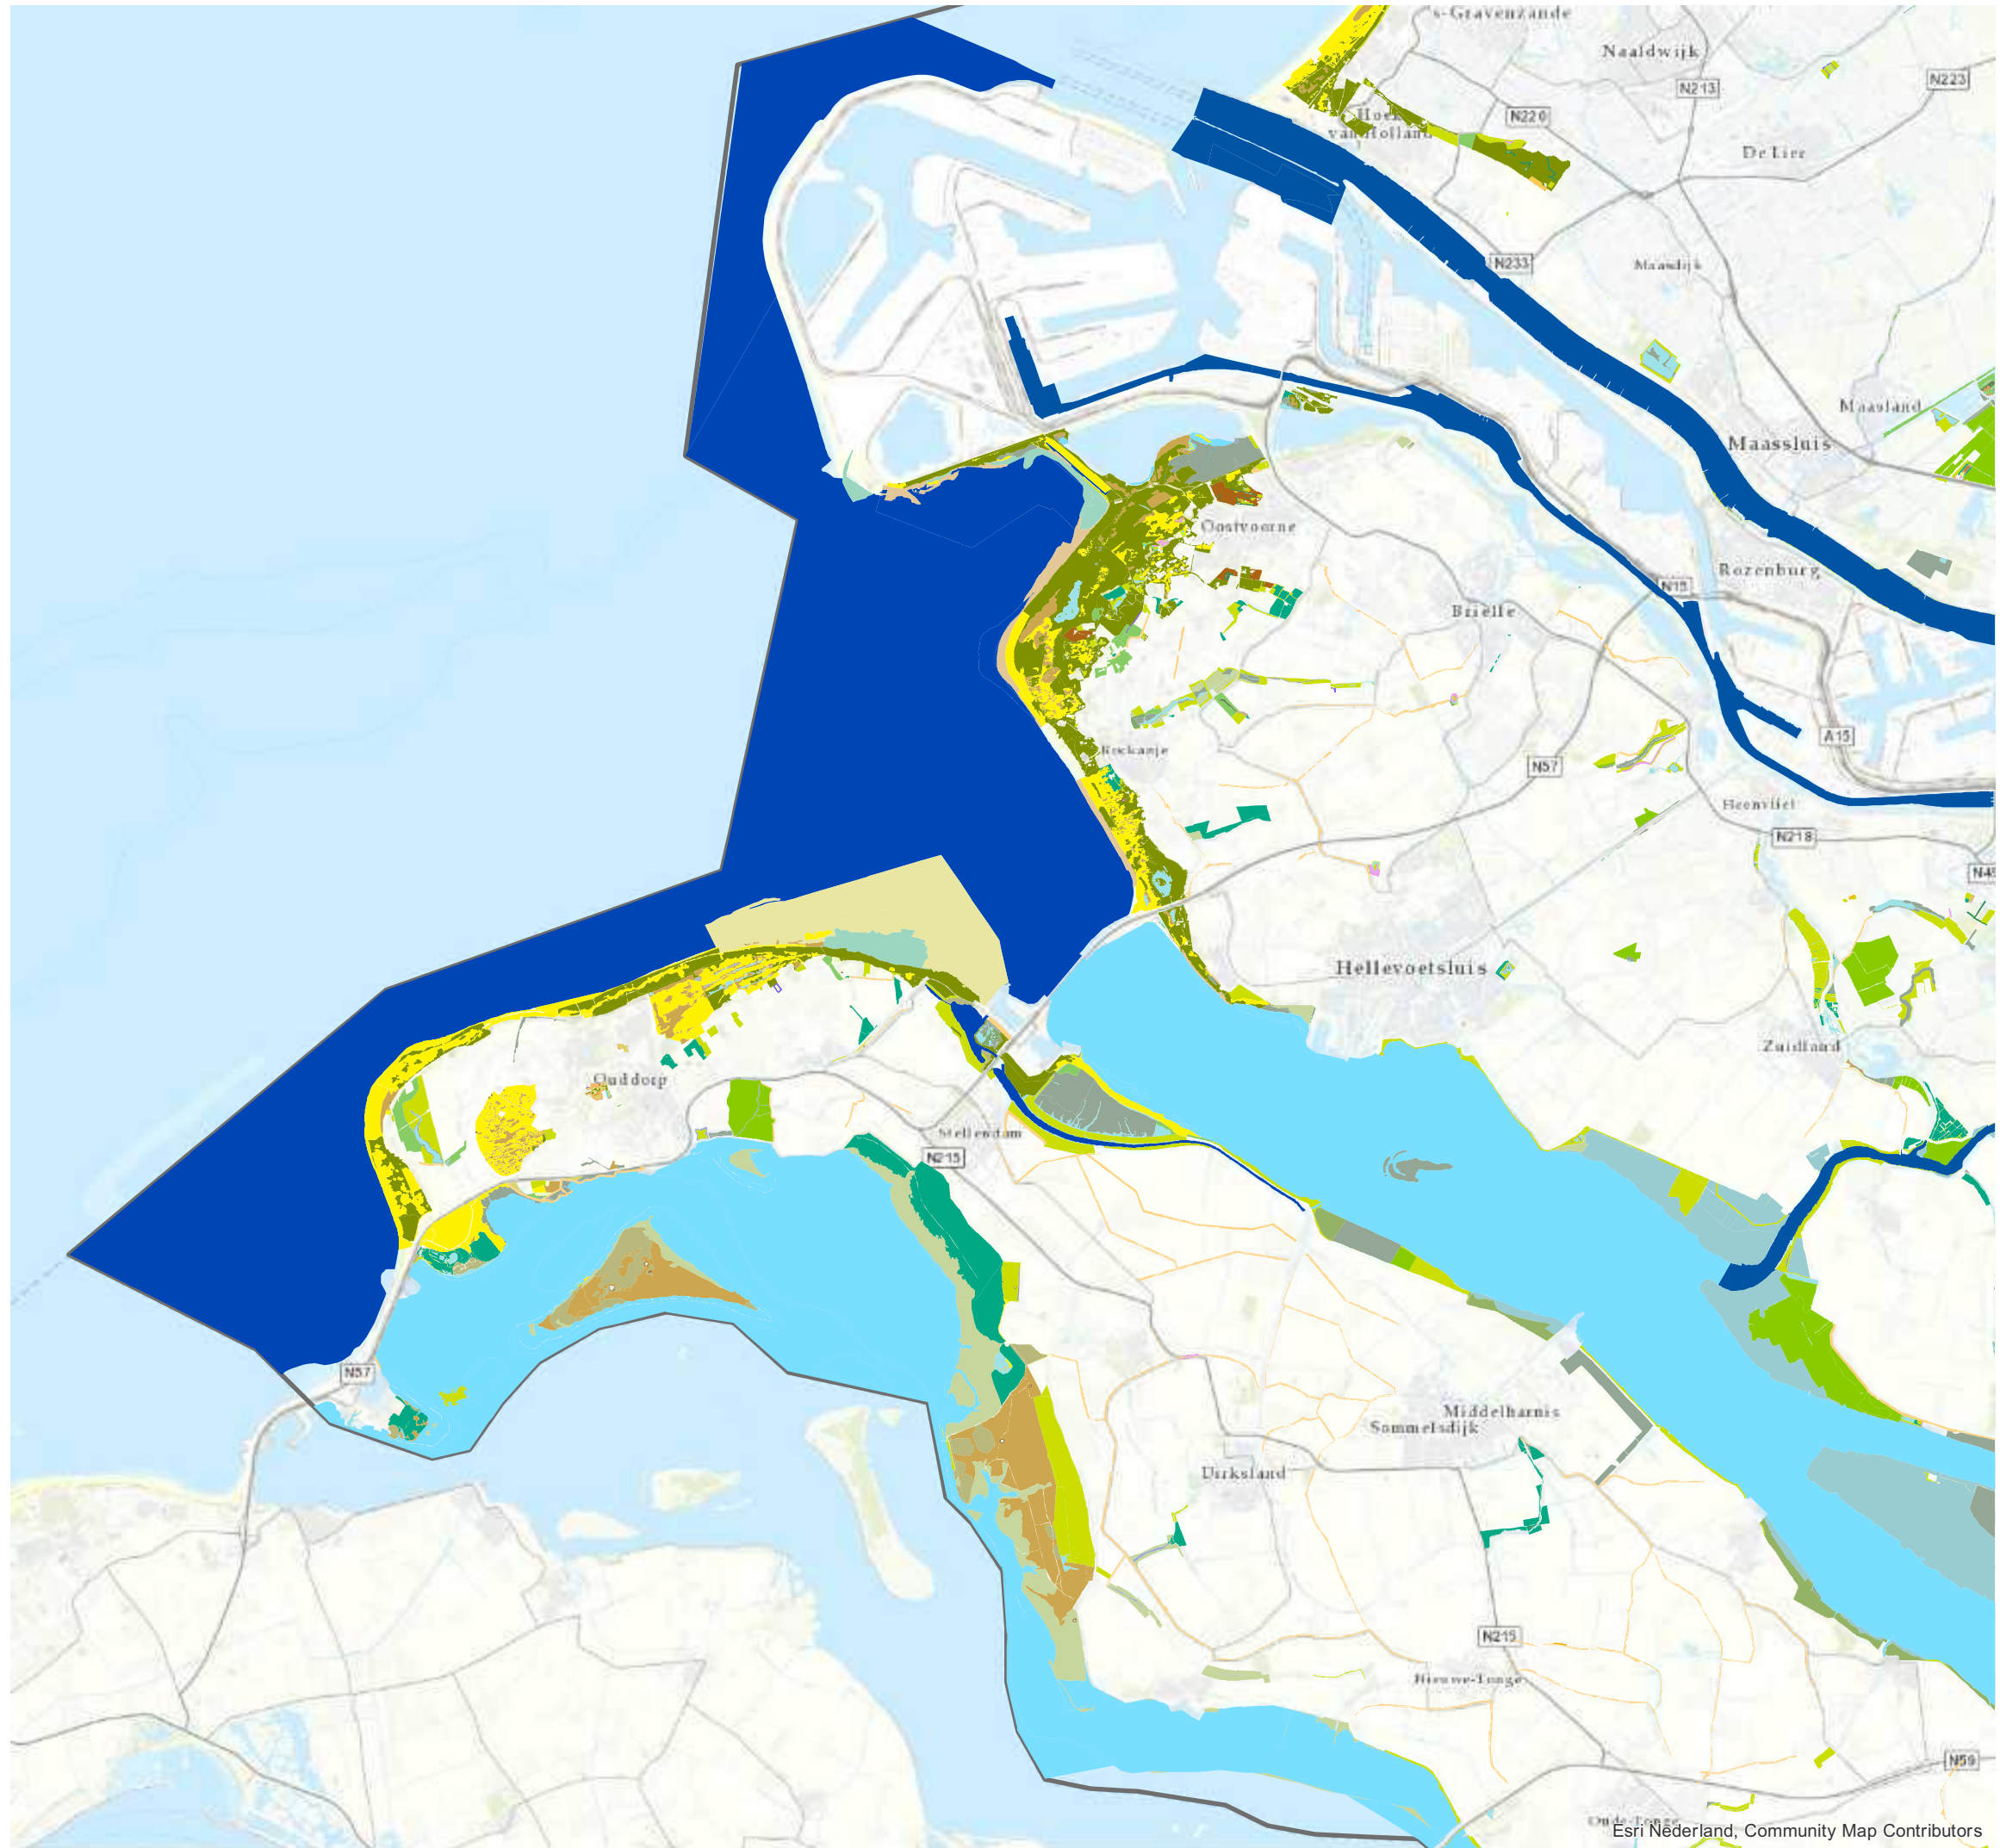 's-Gravenzande
Naaldwijk
N223
N213
Hoek
van Holland
N220
De Lier
N233
Maasdijk
Maasland
Maassluis
Oostvoorne
Rozenburg
N15
Brielle
Rockanje
A15
N57
Heenvliet
N218
N49
Hellevoetsluis
Zuidland
Ouddorp
Stellendam
N215
N57
Middelharnis
Sommelsdijk
Dirksland
N215
Nieuwe-Tonge
N59
Oude-Tonge
Esri Nederland, Community Map Contributors